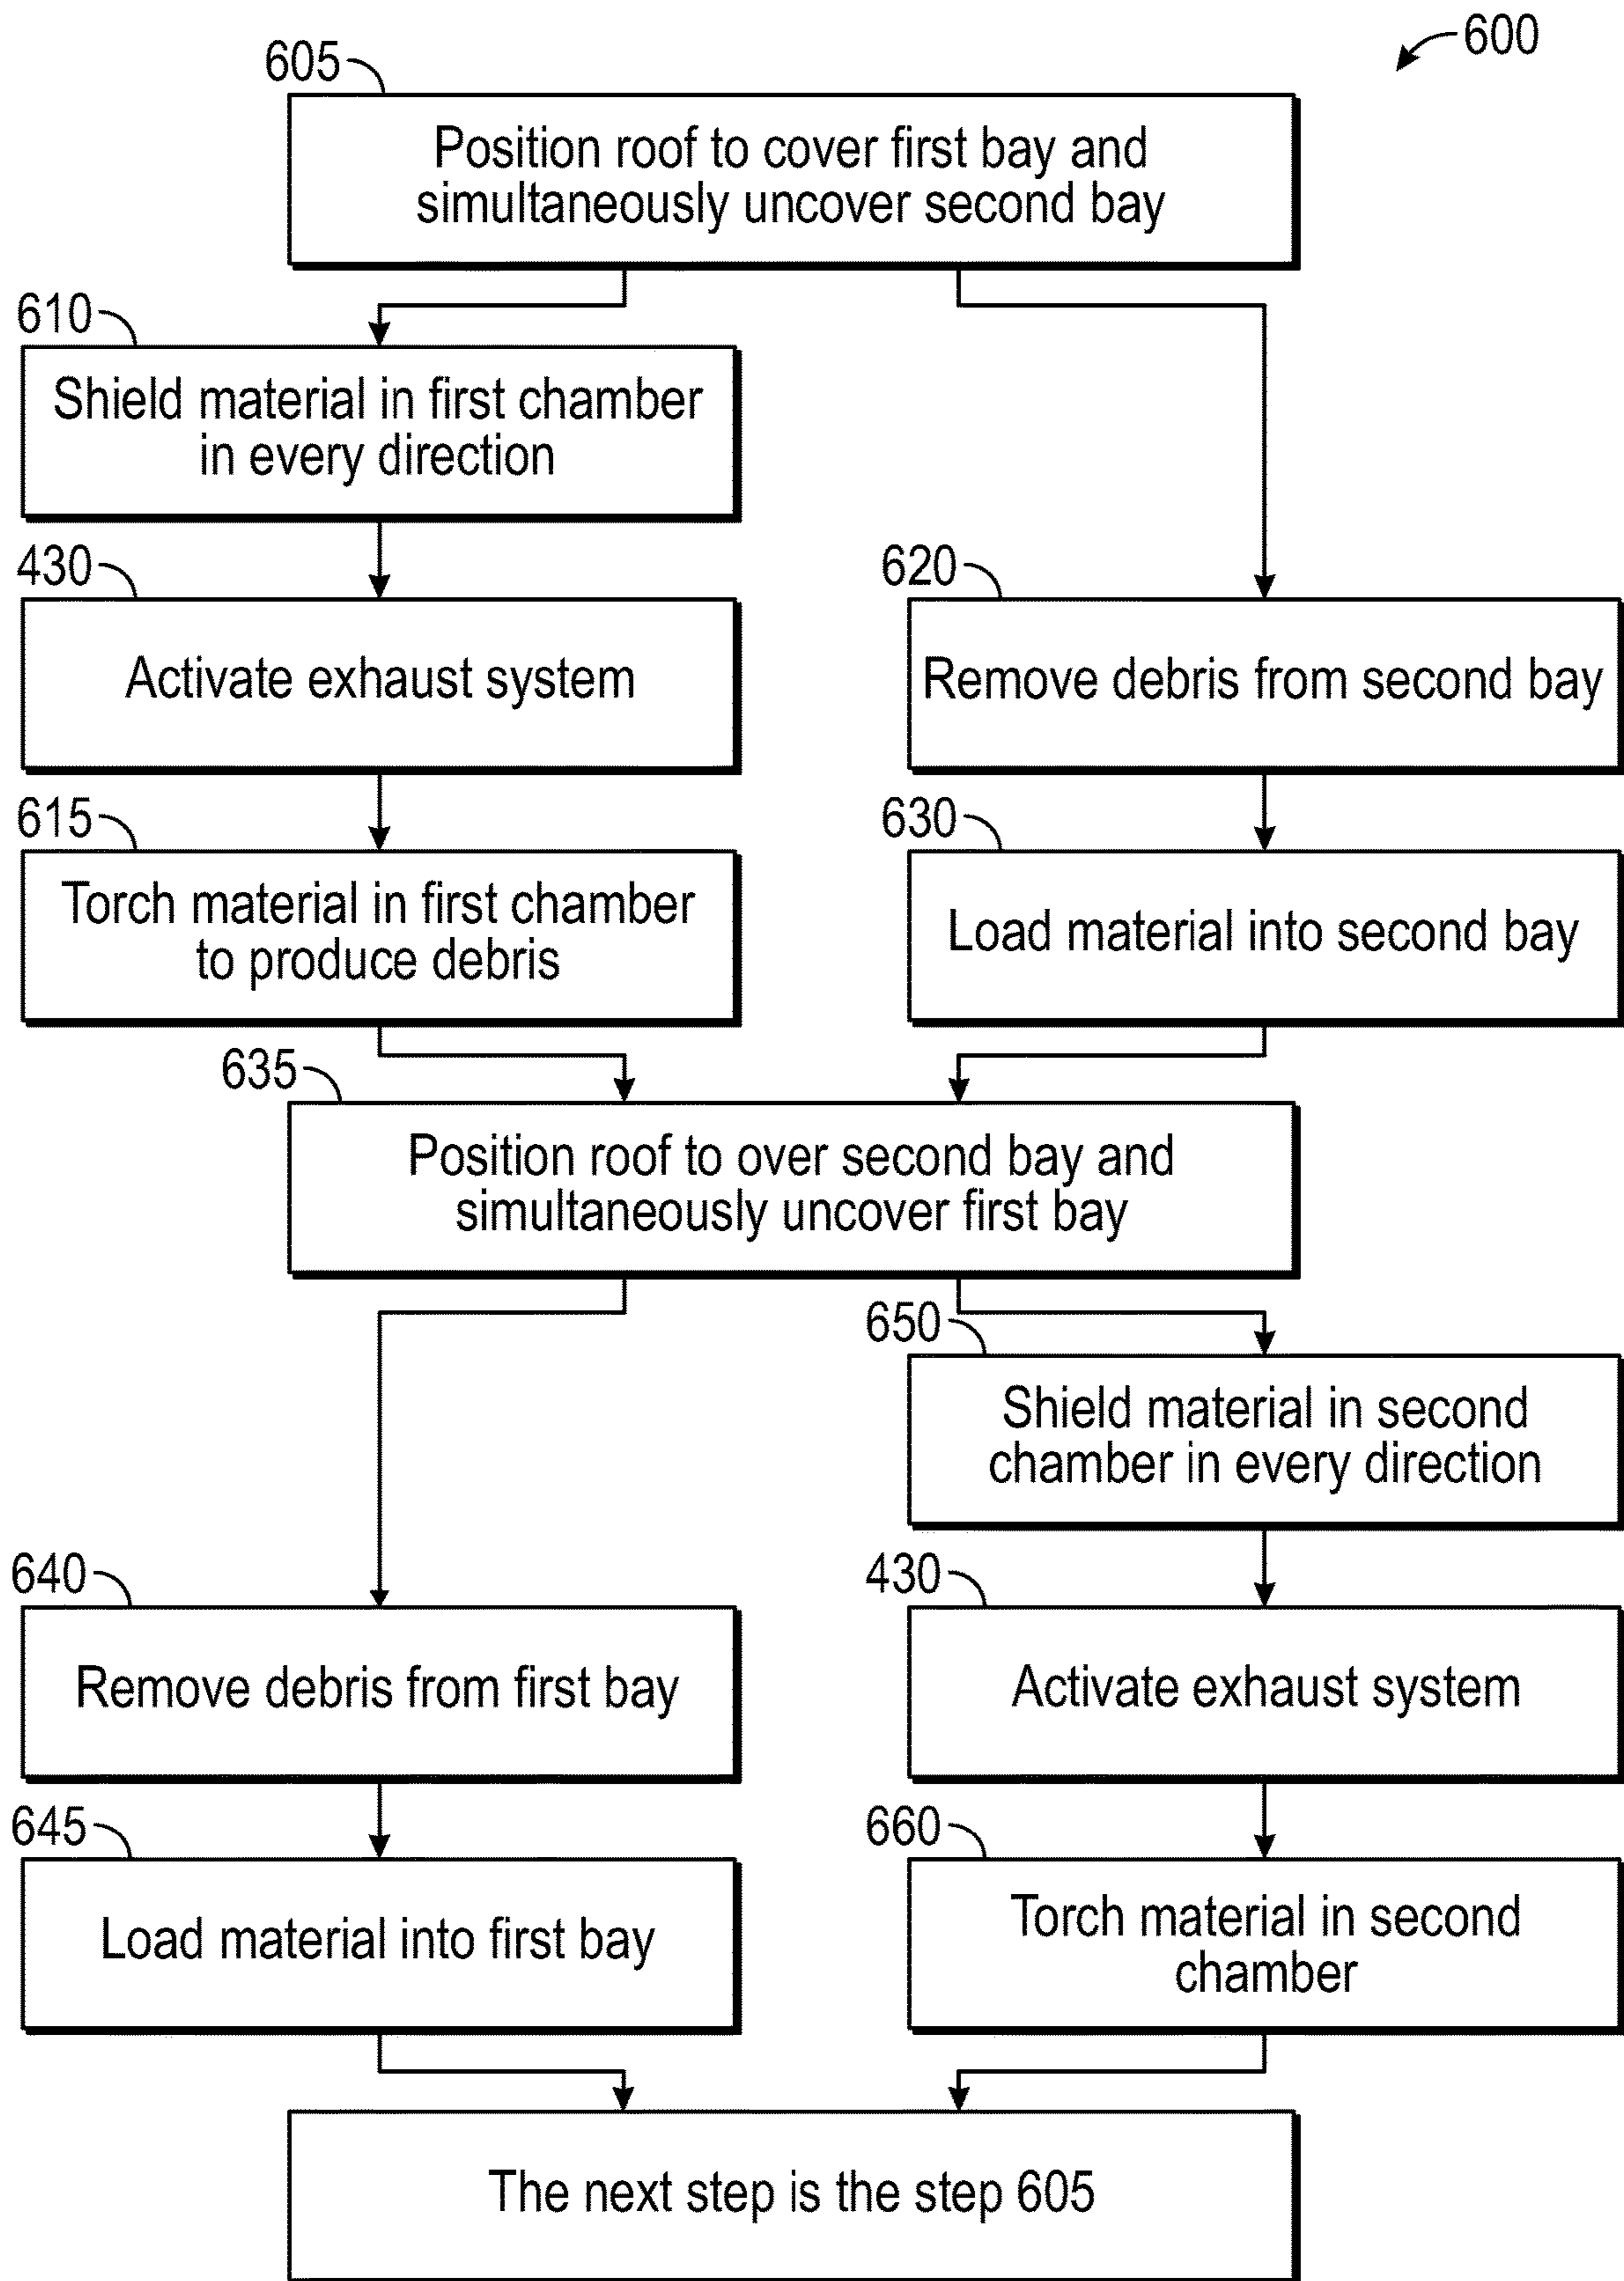 600
605
Position roof to cover first bay and
simultaneously uncover second bay
610
Shield material in first chamber
in every direction
430
Activate exhaust system
620
Remove debris from second bay
615
Torch material in first chamber
to produce debris
630
Load material into second bay
635
Position roof to over second bay and
simultaneously uncover first bay
650
Shield material in second
chamber in every direction
640
Remove debris from first bay
430
Activate exhaust system
645
Load material into first bay
660
Torch material in second
chamber
The next step is the step 605